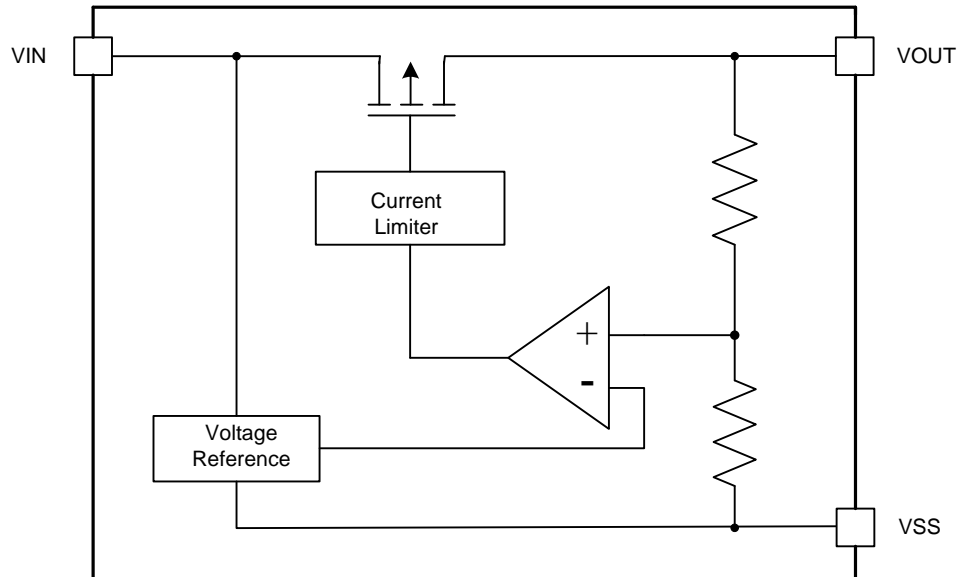 VIN
VOUT
Current
Limiter
+
-
Voltage
Reference
VSS